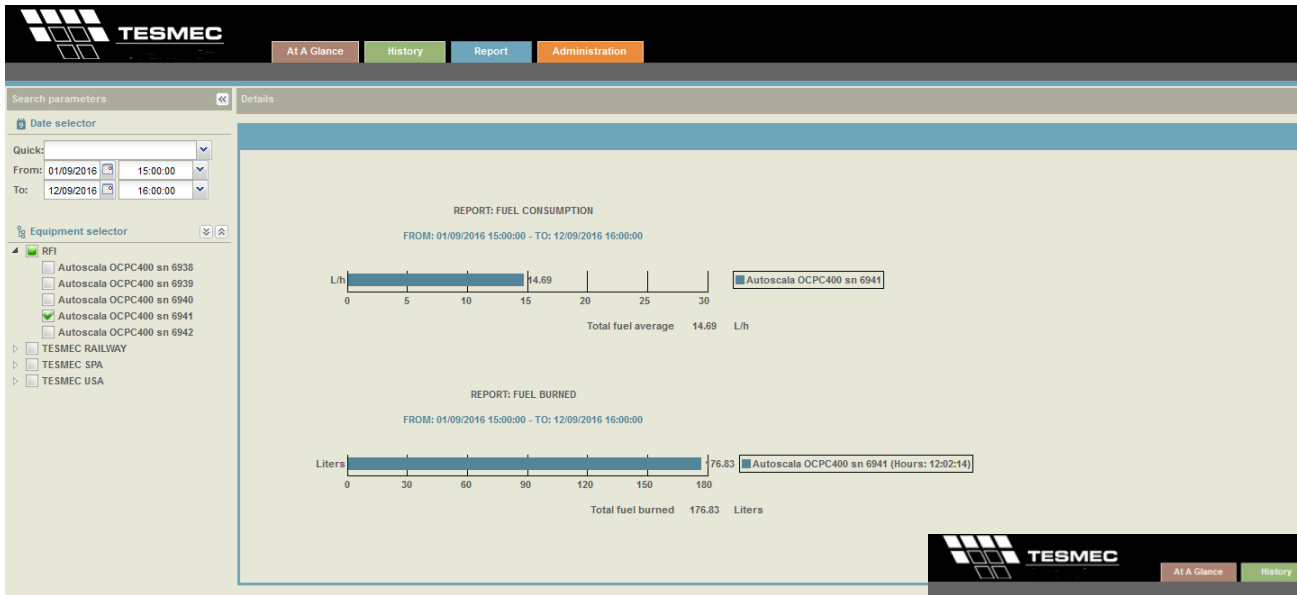 TESMEC
At A Glance History Report Administration
Search parameters
Details
Date selector
Quick:
From: 01/09/2016 15:00:00
To: 12/09/2016 16:00:00
Equipment selector
RFI
Autoscala OCPC400 sn 6938
Autoscala OCPC400 sn 6939
Autoscala OCPC400 sn 6940
Autoscala OCPC400 sn 6941
Autoscala OCPC400 sn 6942
TESMEC RAILWAY
TESMEC SPA
TESMEC USA
REPORT: FUEL CONSUMPTION
FROM: 01/09/2016 15:00:00 - TO: 12/09/2016 16:00:00
L/h 14.69 Autoscala OCPC400 sn 6941
0 5 10 15 20 25 30
Total fuel average 14.69 L/h
REPORT: FUEL BURNED
FROM: 01/09/2016 15:00:00 - TO: 12/09/2016 16:00:00
Liters 176.83 Autoscala OCPC400 sn 6941 (Hours: 12:02:14)
0 30 60 90 120 150 180
Total fuel burned 176.83 Liters
TESMEC
At A Glance History